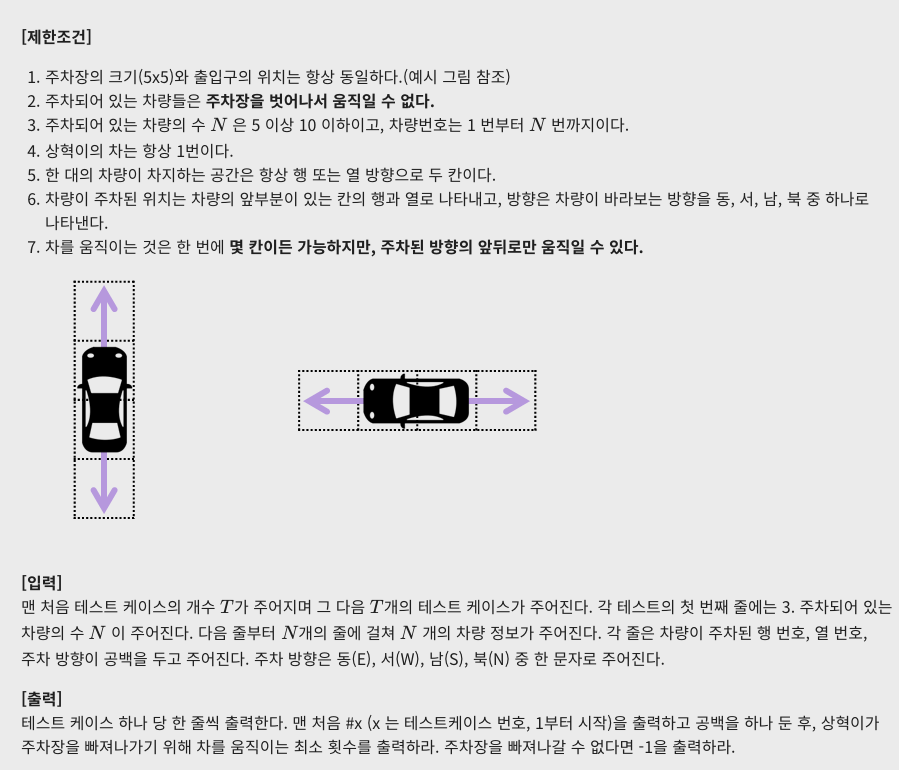 [제한조건]
1. 주차장의 크기(5x5)와 출입구의 위치는 항상 동일하다.(예시 그림 참조)
2. 주차되어 있는 차량들은 주차장을 벗어나서 움직일 수 없다.
3. 주차되어 있는 차량의 수 N 은 5 이상 10 이하이고, 차량번호는 1 번부터 N 번까지이다.
4. 상혁이의 차는 항상 1번이다.
5. 한 대의 차량이 차지하는 공간은 항상 행 또는 열 방향으로 두 칸이다.
6. 차량이 주차된 위치는 차량의 앞부분이 있는 칸의 행과 열로 나타내고, 방향은 차량이 바라보는 방향을 동, 서, 남, 북 중 하나로
나타낸다.
7. 차를 움직이는 것은 한 번에 몇 칸이든 가능하지만, 주차된 방향의 앞뒤로만 움직일 수 있다.
[입력]
맨 처음 테스트 케이스의 개수 T가 주어지며 그 다음 T개의 테스트 케이스가 주어진다. 각 테스트의 첫 번째 줄에는 3. 주차되어 있는
차량의 수 N 이 주어진다. 다음 줄부터 N개의 줄에 걸쳐 N 개의 차량 정보가 주어진다. 각 줄은 차량이 주차된 행 번호, 열 번호,
주차 방향이 공백을 두고 주어진다. 주차 방향은 동(E), 서(W), 남(S), 북(N) 중 한 문자로 주어진다.
[출력]
테스트 케이스 하나 당 한 줄씩 출력한다. 맨 처음 #x (x 는 테스트케이스 번호, 1부터 시작)을 출력하고 공백을 하나 둔 후, 상혁이가
주차장을 빠져나가기 위해 차를 움직이는 최소 횟수를 출력하라. 주차장을 빠져나갈 수 없다면 -1을 출력하라.